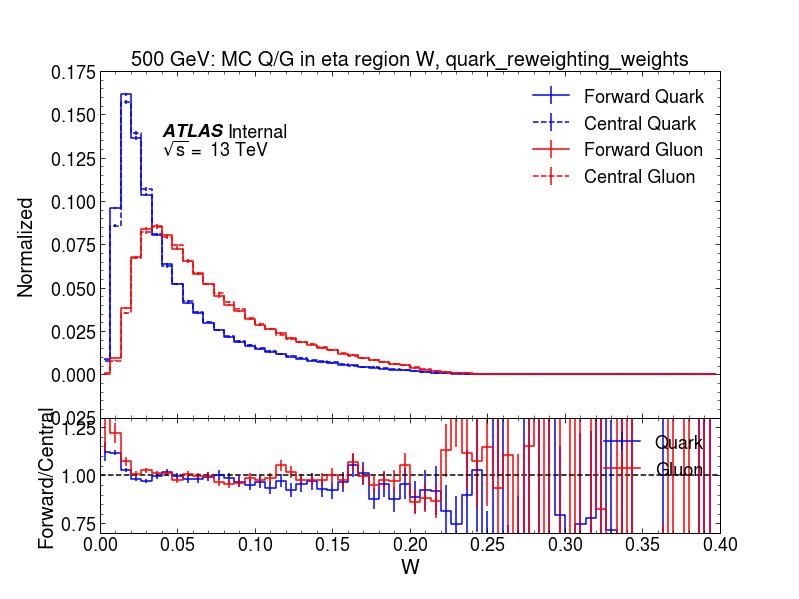 500 GeV: MC Q/G in eta region W, quark_reweighting_weights
0.175
0.150
0.125
0.100
0.075
0.050
0.025
0.000
0.025
Normalized
ATLAS Internal
√s = 13 TeV
Forward Quark
Central Quark
Forward Gluon
Central Gluon
1.25
1.00
0.75
Forward/Central
Quark
Gluon
0.00 0.05 0.10 0.15 0.20 0.25 0.30 0.35 0.40
W